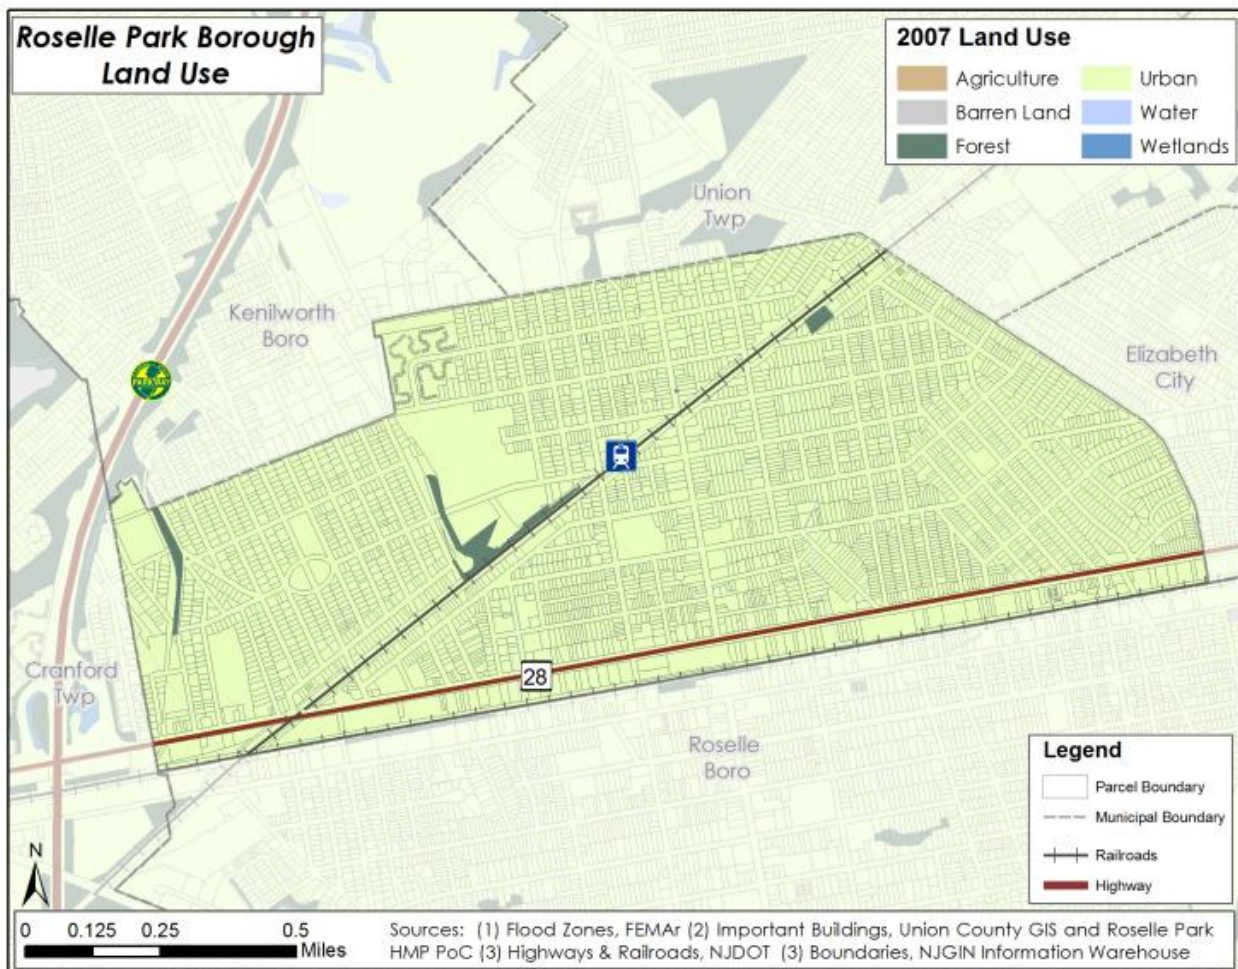 Roselle Park Borough
Land Use
2007 Land Use
Agriculture
Urban
Barren Land
Water
Forest
Wetlands
Union
Twp
Kenilworth
Boro
PARKWAY
Elizabeth
City
Cranford
Twp
28
Roselle
Boro
Legend
Parcel Boundary
Municipal Boundary
Railroads
Highway
N
0 0.125 0.25 0.5
Miles
Sources: (1) Flood Zones, FEMAr (2) Important Buildings, Union County GIS and Roselle Park
HMP PoC (3) Highways & Railroads, NJDOT (3) Boundaries, NJGIN Information Warehouse